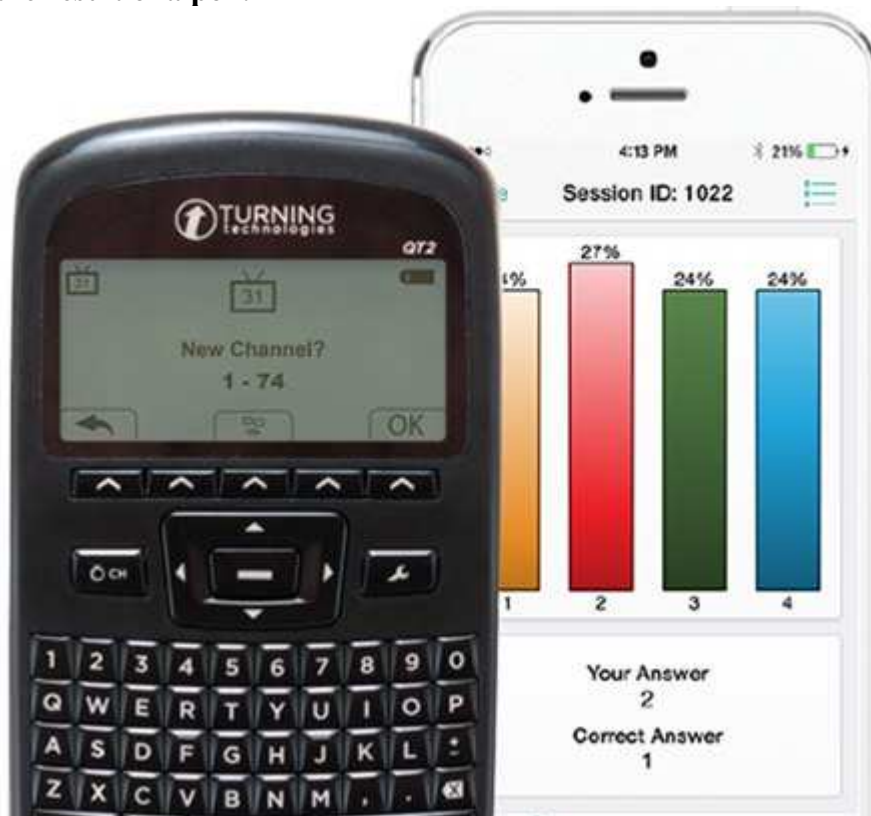 TURNING
technologies
QT2
31
31
New Channel?
1 - 74
OK
CH
1 2 3 4 5 6 7 8 9 0
Q W E R T Y U I O P
A S D F G H J K L
Z X C V B N M , .
4:13 PM
21%
Session ID: 1022
27%
24%
24%
1
2
3
4
Your Answer
2
Correct Answer
1